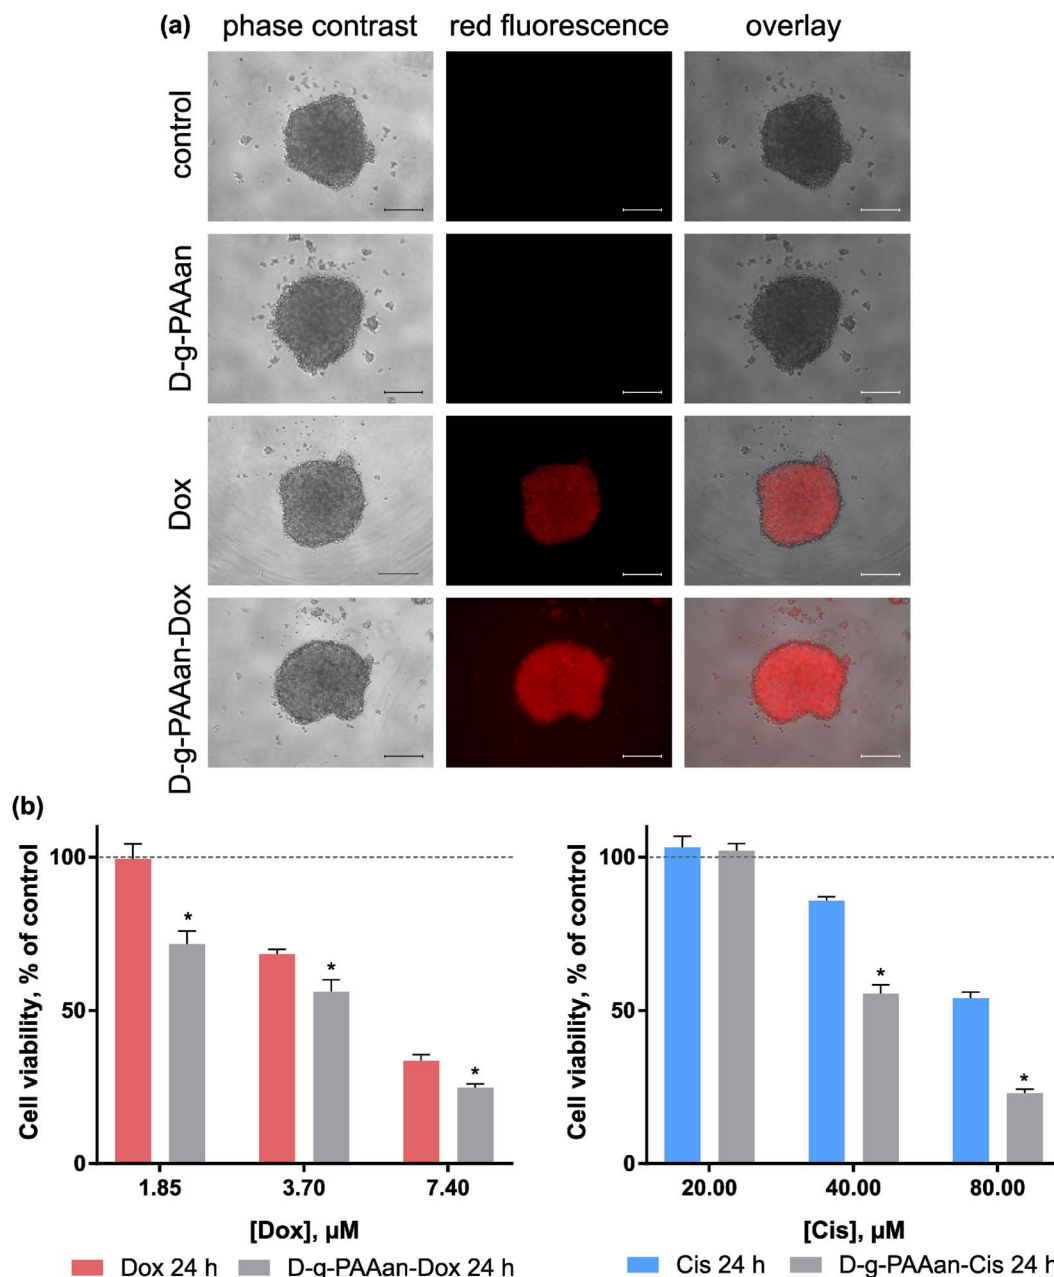 (a) phase contrast red fluorescence overlay
control
D-g-PAAan
Dox
D-g-PAAan-Dox
(b)
Cell viability, % of control
100
50
0
*
*
*
1.85 3.70 7.40
[Dox], µM
Dox 24 h D-g-PAAan-Dox 24 h
Cell viability, % of control
100
50
0
*
*
20.00 40.00 80.00
[Cis], µM
Cis 24 h D-g-PAAan-Cis 24 h